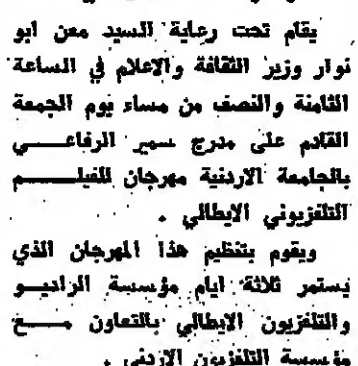 يقام تحت رعاية السيد معن ابو
نوار وزير الثقافة والاعلام في الساعة
الثامنة والنصف من مساء يوم الجمعة
القادم على مدرج سمير الرفاعي
بالجامعة الاردنية مهرجان للفيلم
التلفزيوني الايطالي .
ويقوم بتنظيم هذا المهرجان الذي
يستمر ثلاثة ايام مؤسسة الراديو
والتلفزيون الايطالي بالتعاون مع
مؤسسة التلفزيون الاردني .